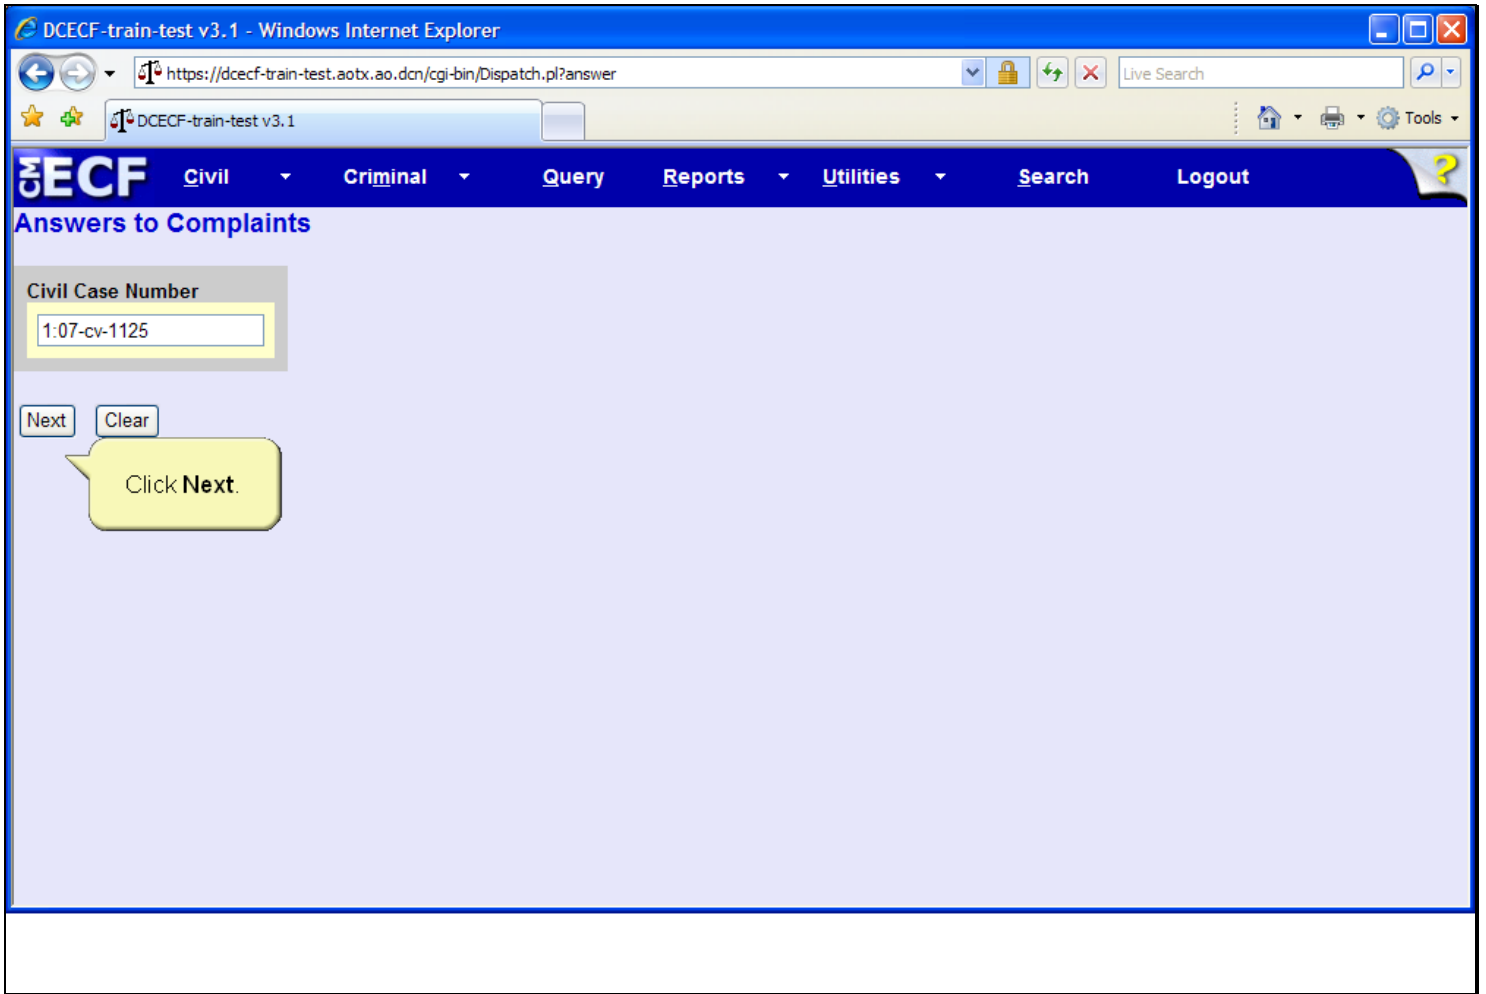 DCECF-train-test v3.1 - Windows Internet Explorer
https://dcecf-train-test.aotx.ao.dcn/cgi-bin/Dispatch.pl?answer
Live Search
DCECF-train-test v3.1
Tools
CM ECF Civil Criminal Query Reports Utilities Search Logout ?
Answers to Complaints
Civil Case Number
1:07-cv-1125
Next Clear
Click Next.